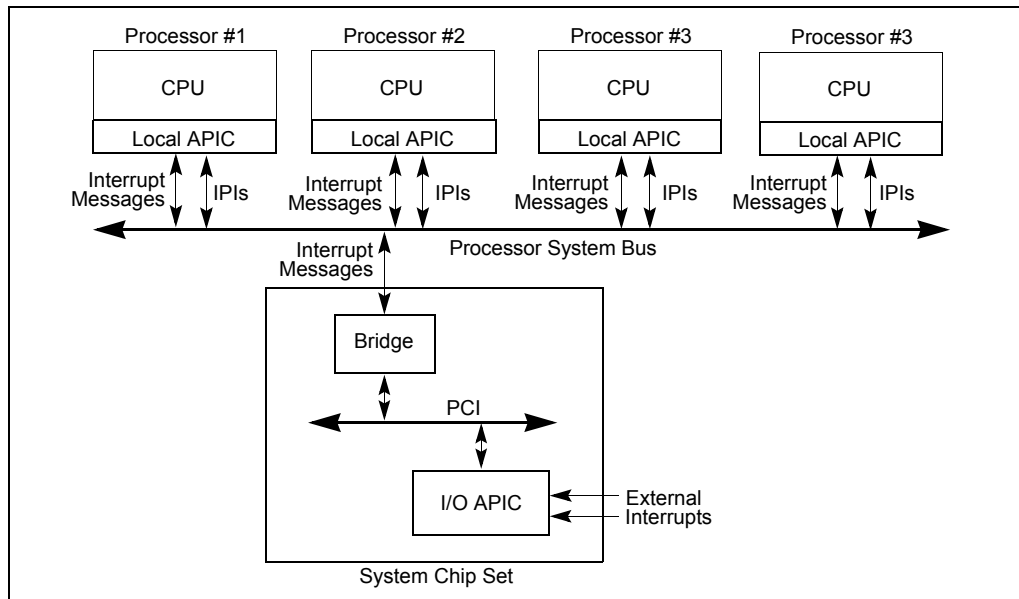 Processor #1
Processor #2
Processor #3
Processor #3
CPU
CPU
CPU
CPU
Local APIC
Local APIC
Local APIC
Local APIC
Interrupt
Messages
IPIs
Interrupt
Messages
IPIs
Interrupt
Messages
IPIs
Interrupt
Messages
IPIs
Processor System Bus
Interrupt
Messages
Bridge
PCI
I/O APIC
External
Interrupts
System Chip Set